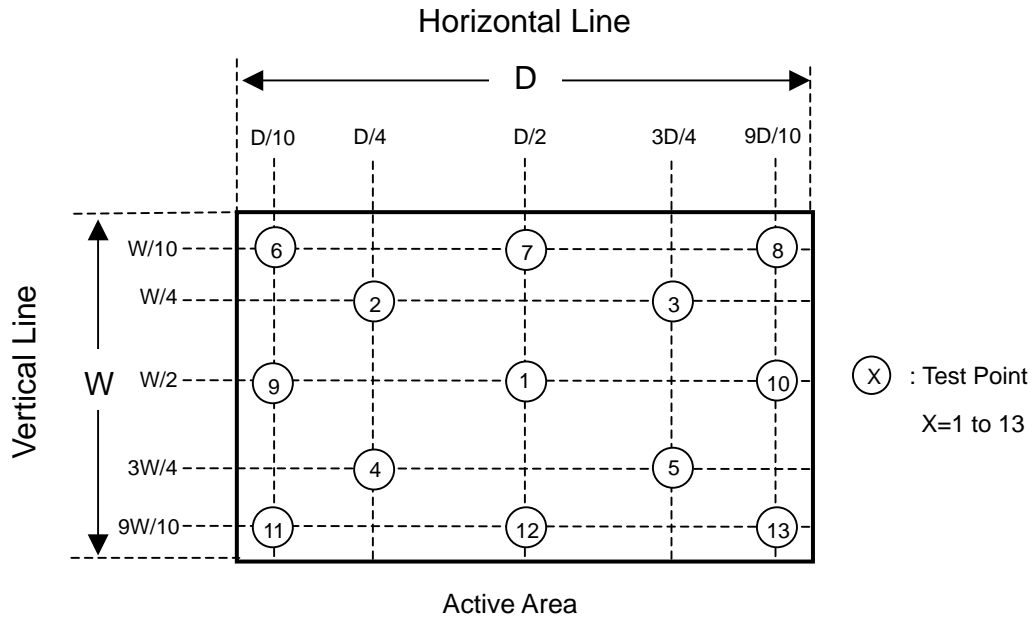 Horizontal Line
D
D/10 D/4 D/2 3D/4 9D/10
Vertical Line
W
W/10 6 7 8
W/4 2 3
W/2 9 1 10
3W/4 4 5
9W/10 11 12 13
X : Test Point
X=1 to 13
Active Area